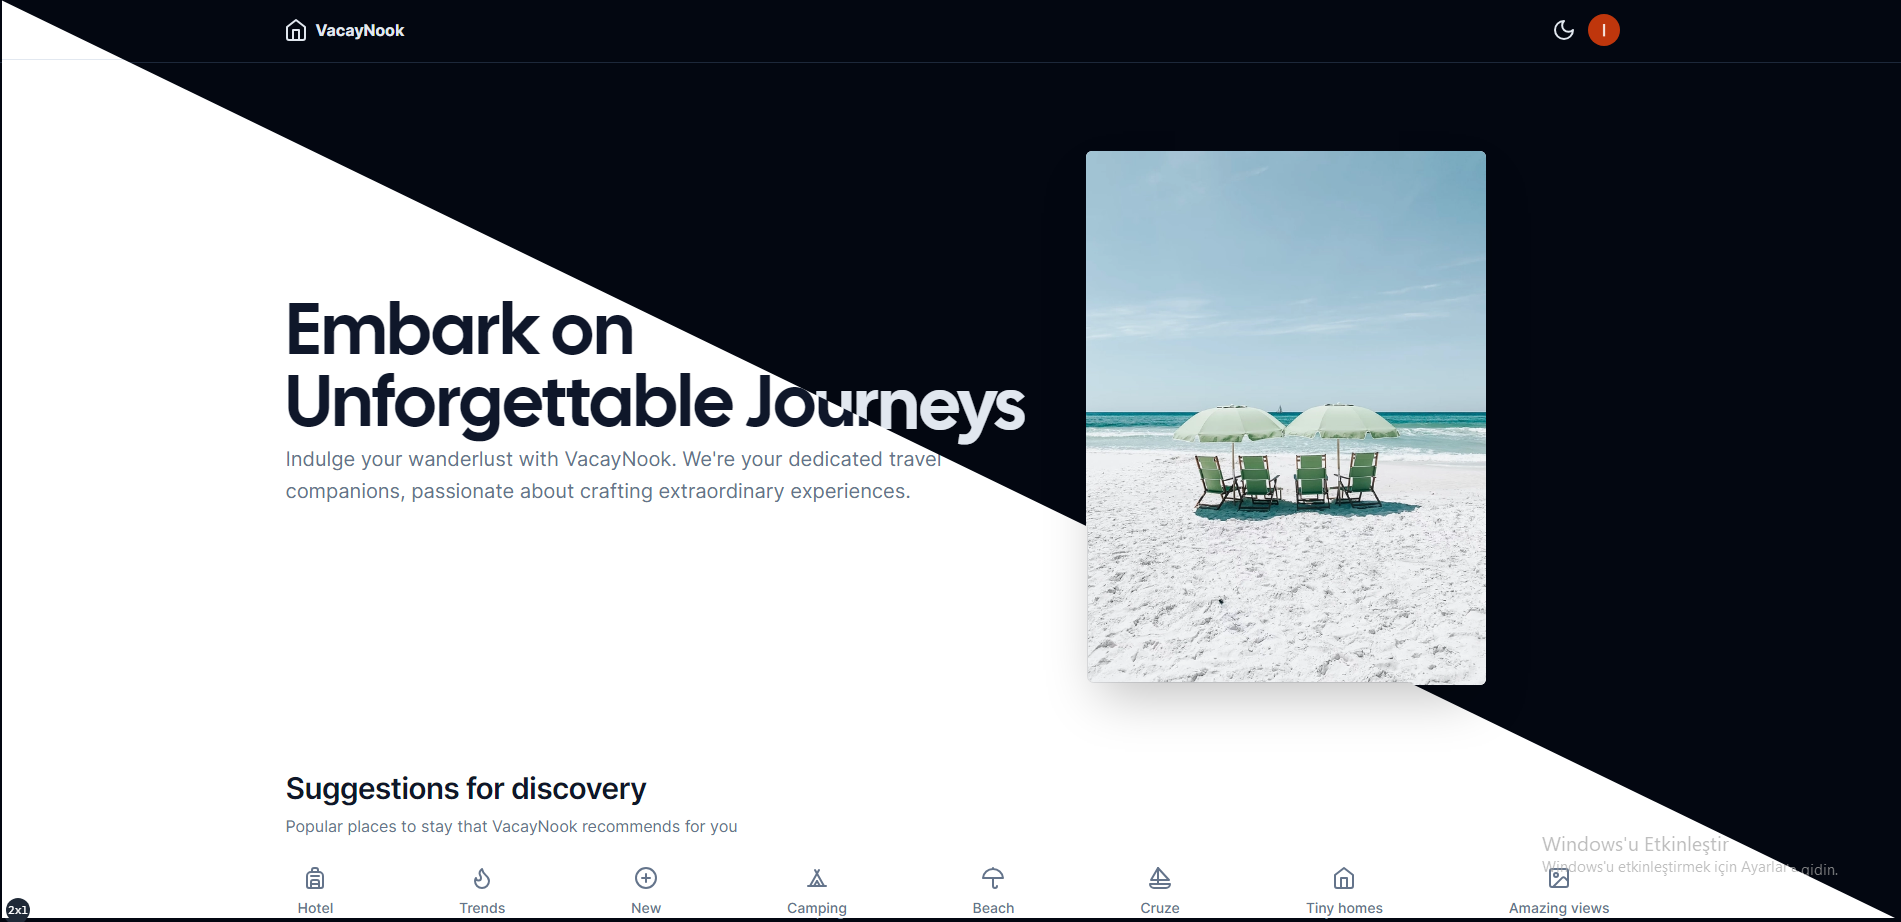 VacayNook
I
Embark on
Unforgettable Journeys
Indulge your wanderlust with VacayNook. We're your dedicated travel
companions, passionate about crafting extraordinary experiences.
Suggestions for discovery
Popular places to stay that VacayNook recommends for you
Windows'u Etkinleştir
Windows'u etkinleştirmek için Ayarlar'a gidin.
Hotel
Trends
New
Camping
Beach
Cruze
Tiny homes
Amazing views
2xl